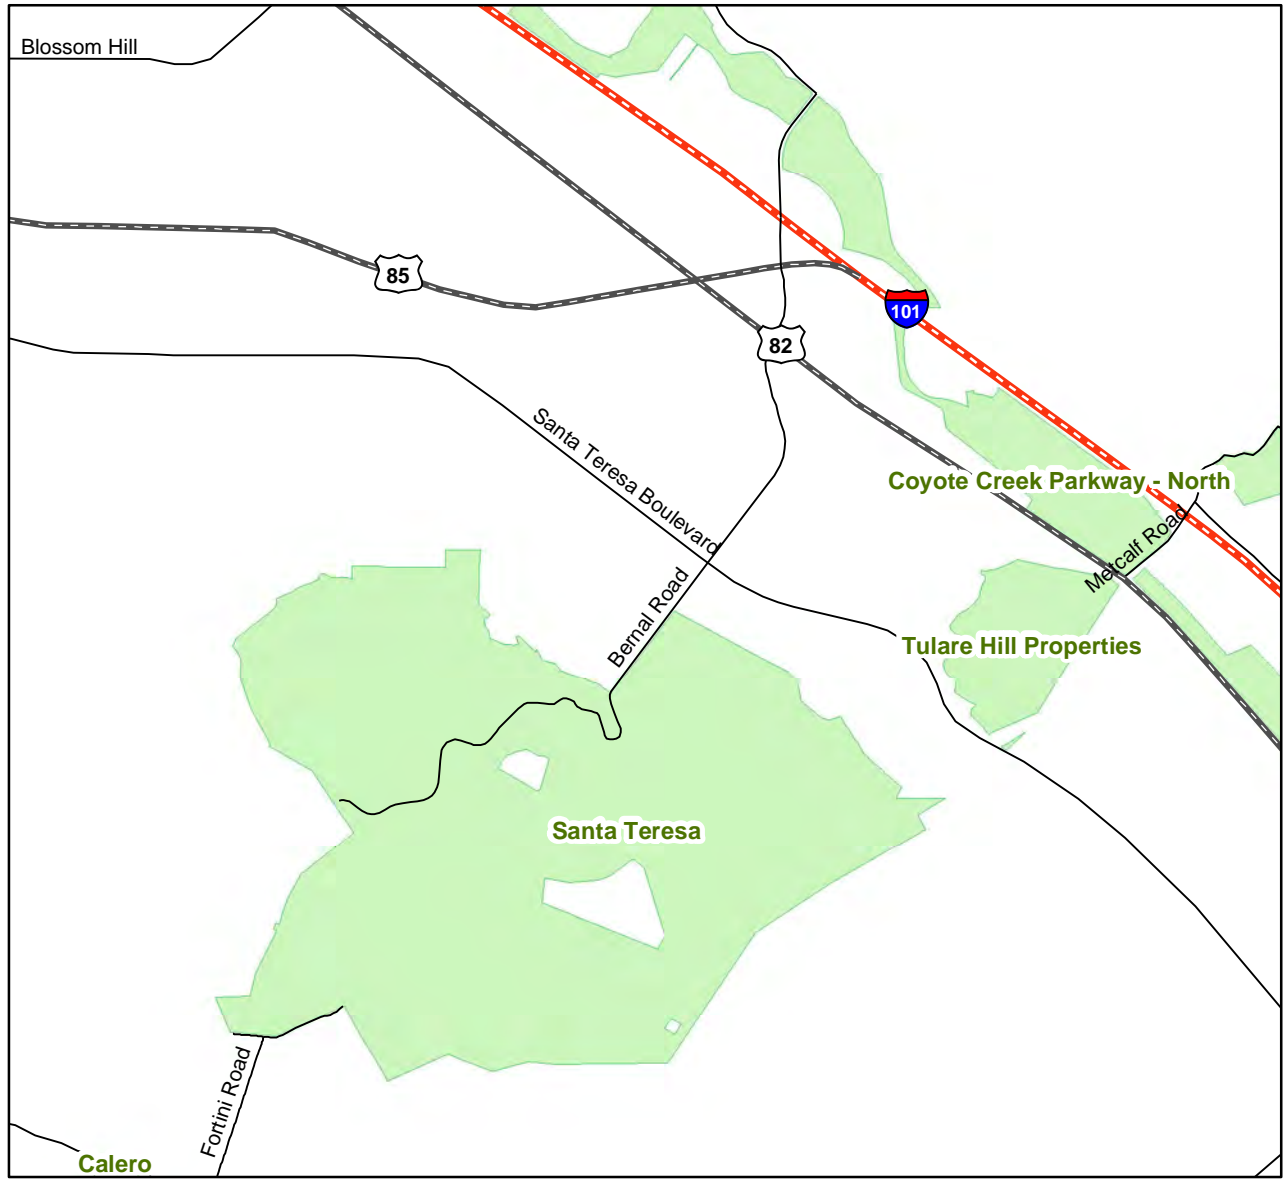 Blossom Hill
85
101
82
Santa Teresa Boulevard
Coyote Creek Parkway - North
Metcalf Road
Bernal Road
Tulare Hill Properties
Santa Teresa
Fortini Road
Calero